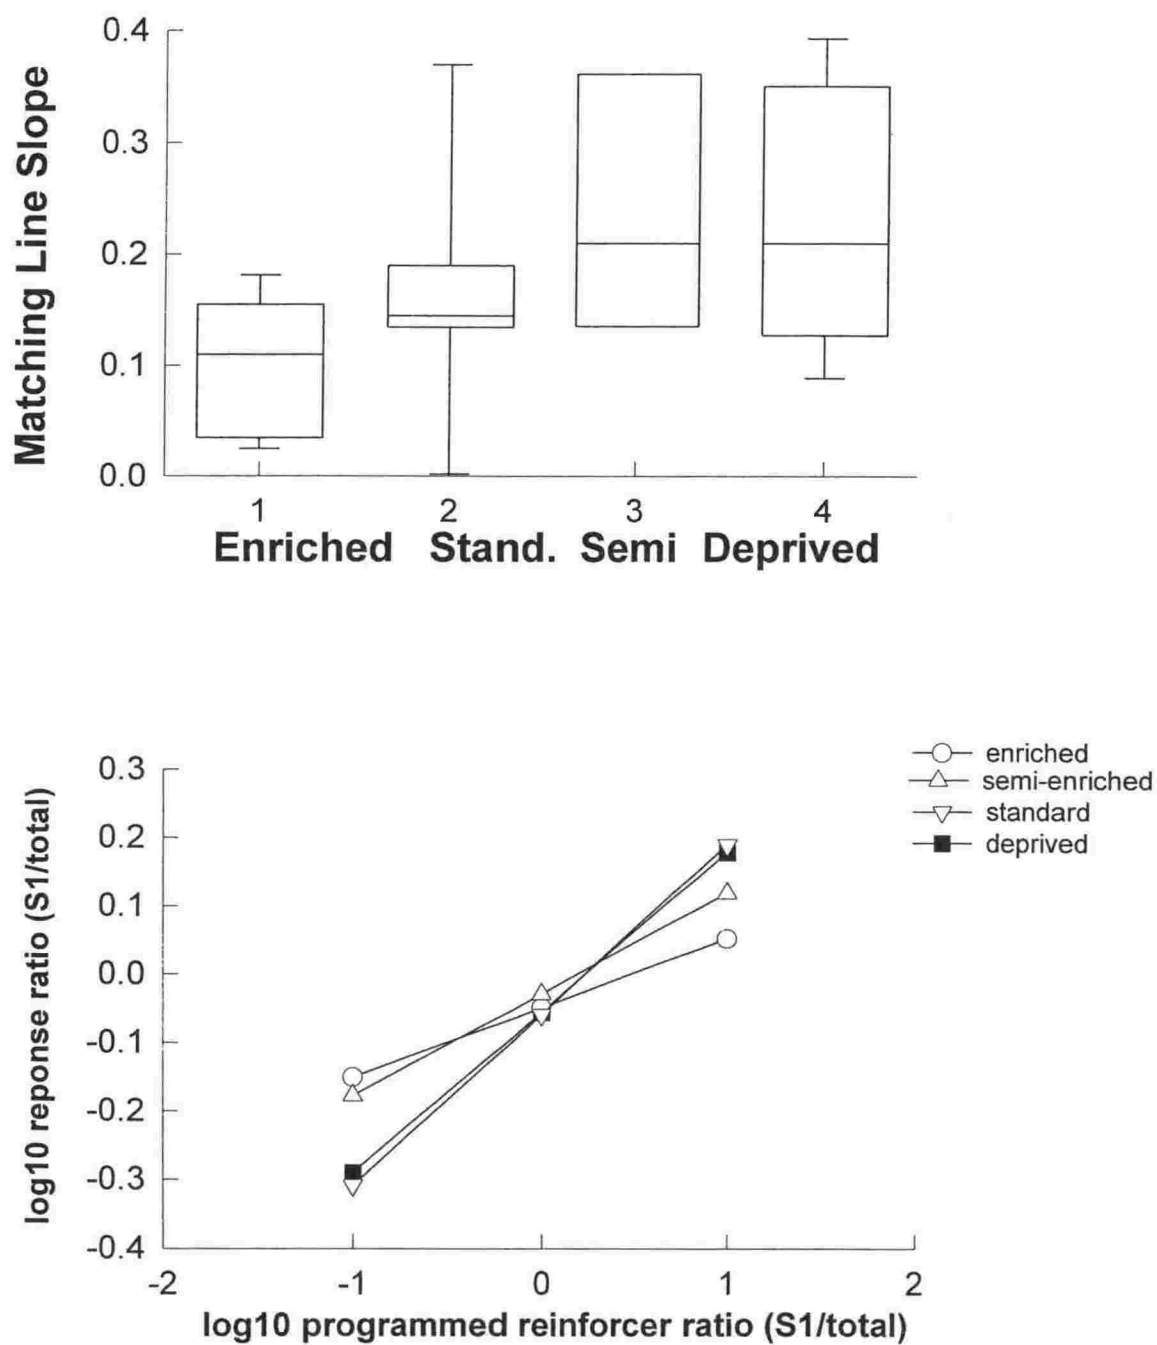 Matching Line Slope
0.4
0.3
0.2
0.1
0.0
1 2 3 4
Enriched Stand. Semi Deprived
enriched
semi-enriched
standard
deprived
log10 reponse ratio (S1/total)
0.3
0.2
0.1
0.0
-0.1
-0.2
-0.3
-0.4
-2 -1 0 1 2
log10 programmed reinforcer ratio (S1/total)